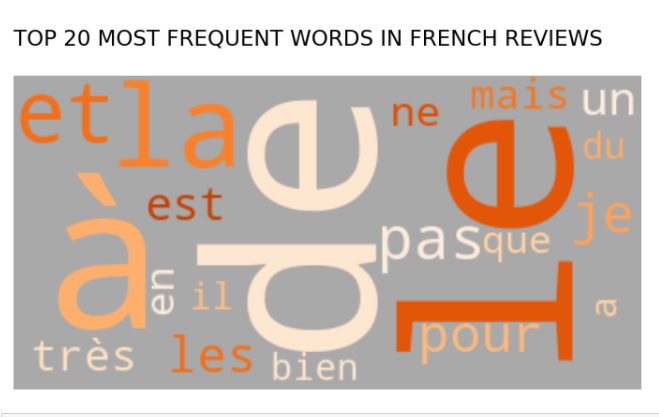 TOP 20 MOST FREQUENT WORDS IN FRENCH REVIEWS
et
la
de
ne
mais
un
le
du
à
est
je
pas
que
en
il
a
pour
très
les
bien